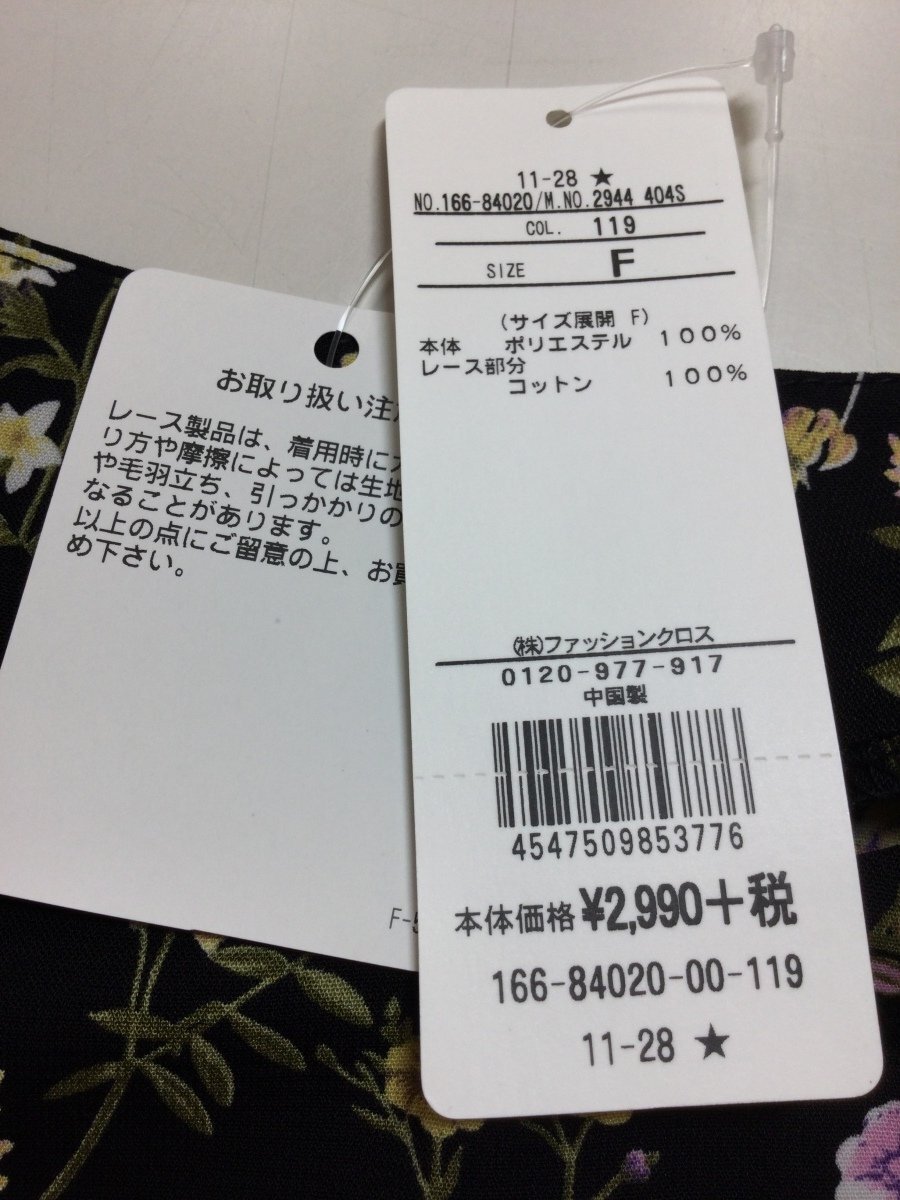 11-28 ★
NO.166-84020/M.NO.2944 404S
COL. 119
SIZE F
(サイズ展開 F)
本体 ポリエステル 100%
レース部分
コットン 100%
(株)ファッションクロス
0120-977-917
中国製
4547509853776
本体価格 ¥2,990+税
166-84020-00-119
11-28 ★
お取り扱い注
レース製品は、着用時に
り方や摩擦によっては生地
や毛羽立ち、引っかかりの
なることがあります。
以上の点にご留意の上、お買
め下さい。
F-5